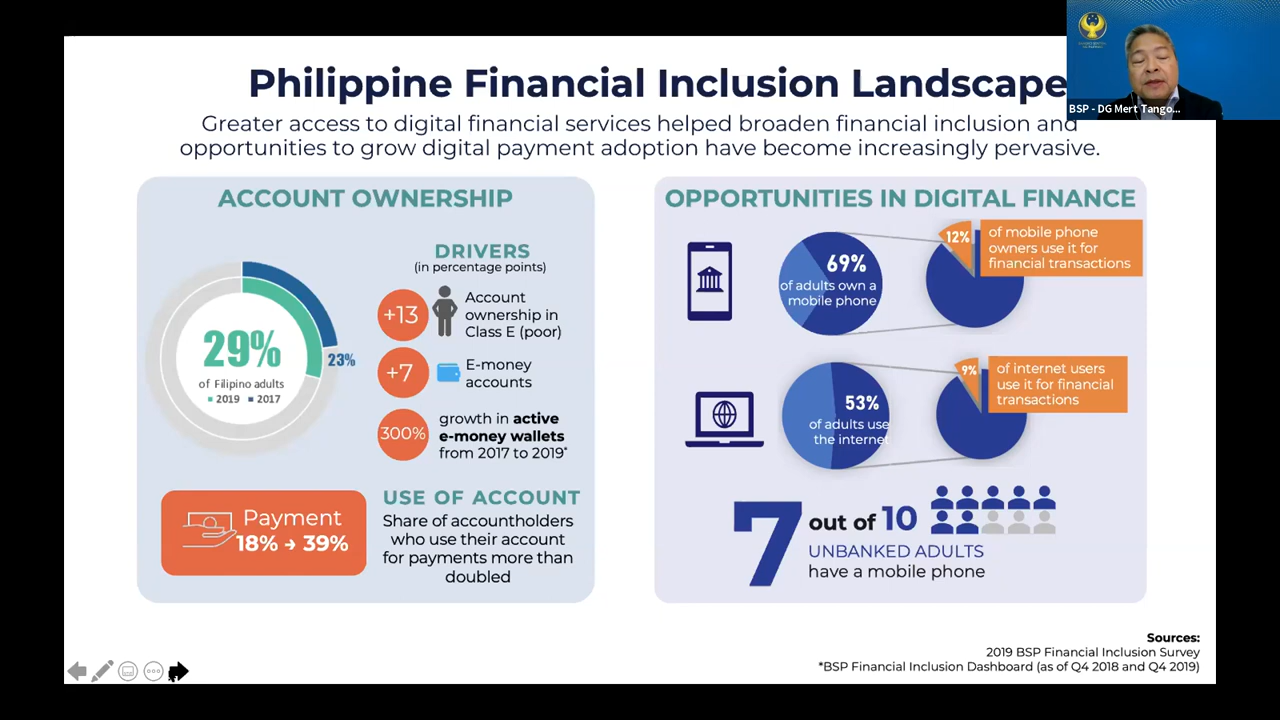 Philippine Financial Inclusion Landscape
Greater access to digital financial services helped broaden financial inclusion and
opportunities to grow digital payment adoption have become increasingly pervasive.
BSP - DG Mert Tango...
ACCOUNT OWNERSHIP
29%
of Filipino adults
2019 2017
23%
DRIVERS
(in percentage points)
+13
Account
ownership in
Class E (poor)
+7
E-money
accounts
300%
growth in active
e-money wallets
from 2017 to 2019*
Payment
18% → 39%
USE OF ACCOUNT
Share of accountholders
who use their account
for payments more than
doubled
OPPORTUNITIES IN DIGITAL FINANCE
69%
of adults own a
mobile phone
12%
of mobile phone
owners use it for
financial transactions
53%
of adults use
the internet
9%
of internet users
use it for financial
transactions
7 out of 10
UNBANKED ADULTS
have a mobile phone
Sources:
2019 BSP Financial Inclusion Survey
*BSP Financial Inclusion Dashboard (as of Q4 2018 and Q4 2019)